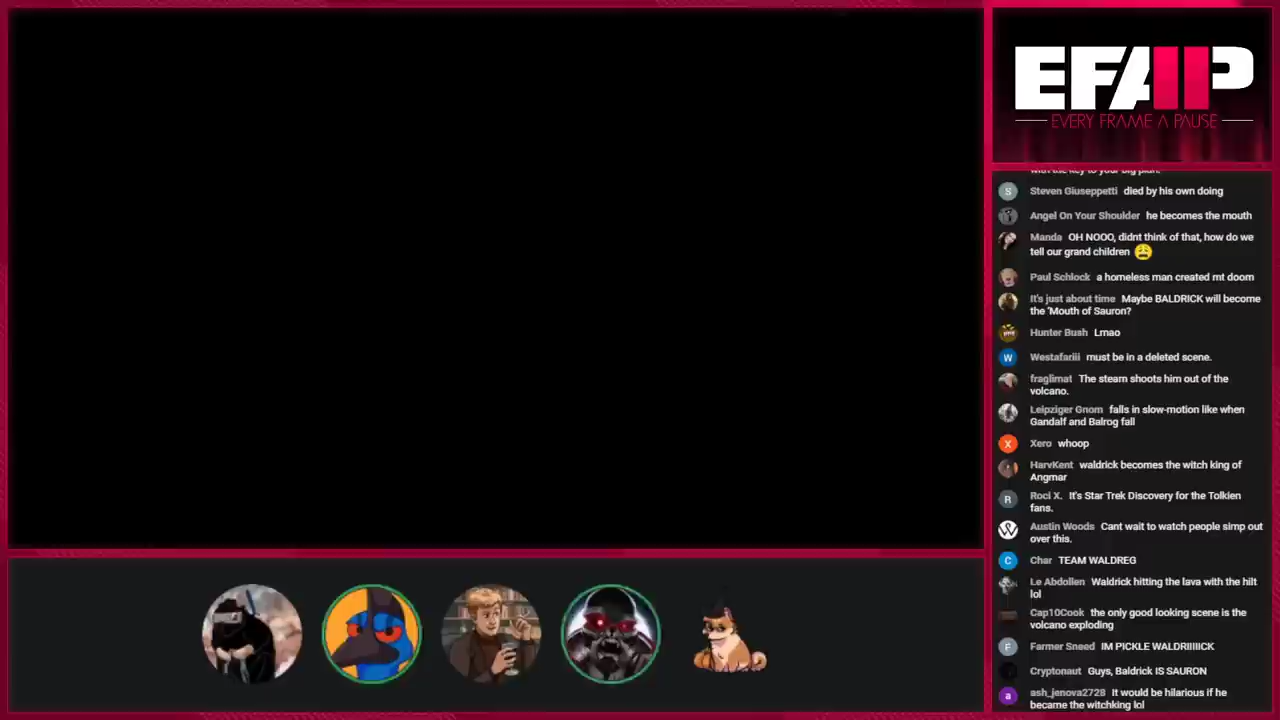 EFAP
EVERY FRAME A PAUSE
with the key to your big plan.
Steven Giuseppetti died by his own doing
Angel On Your Shoulder he becomes the mouth
Manda OH NOOO, didnt think of that, how do we
tell our grand children 😩
Paul Schlock a homeless man created mt doom
It's just about time Maybe BALDRICK will become
the 'Mouth of Sauron?
Hunter Bush Lmao
W
Westafariii must be in a deleted scene.
fraglimat The steam shoots him out of the
volcano.
Leipziger Gnom falls in slow-motion like when
Gandalf and Balrog fall
X
Xero whoop
HarvKent waldrick becomes the witch king of
Angmar
R
Roci X. It's Star Trek Discovery for the Tolkien
fans.
Austin Woods Cant wait to watch people simp out
over this.
C
Char TEAM WALDREG
Le Abdollen Waldrick hitting the lava with the hilt
lol
Cap10Cook the only good looking scene is the
volcano exploding
F
Farmer Sneed IM PICKLE WALDRIIIIICK
Cryptonaut Guys, Baldrick IS SAURON
a
ash_jenova2728 It would be hilarious if he
became the witchking lol